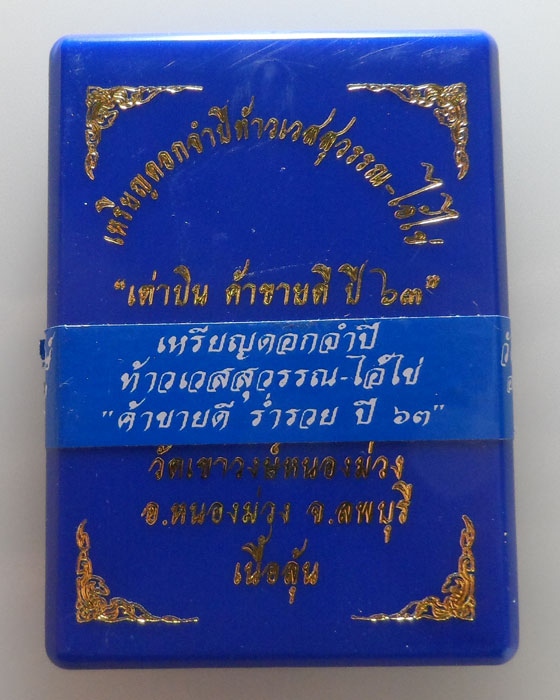 เหรียญดอกจำปีท้าวเวสสุวรรณ-ไอ้ไข่
"เต่าบิน ค้าขายดี ปี ๖๓"
เหรียญดอกจำปี
ท้าวเวสสุวรรณ-ไอ้ไข่
"ค้าขายดี ร่ำรวย ปี ๖๓"
วัดเขาวงษ์หนองม่วง
อ.หนองม่วง จ.ลพบุรี
เนื้อลุ้น